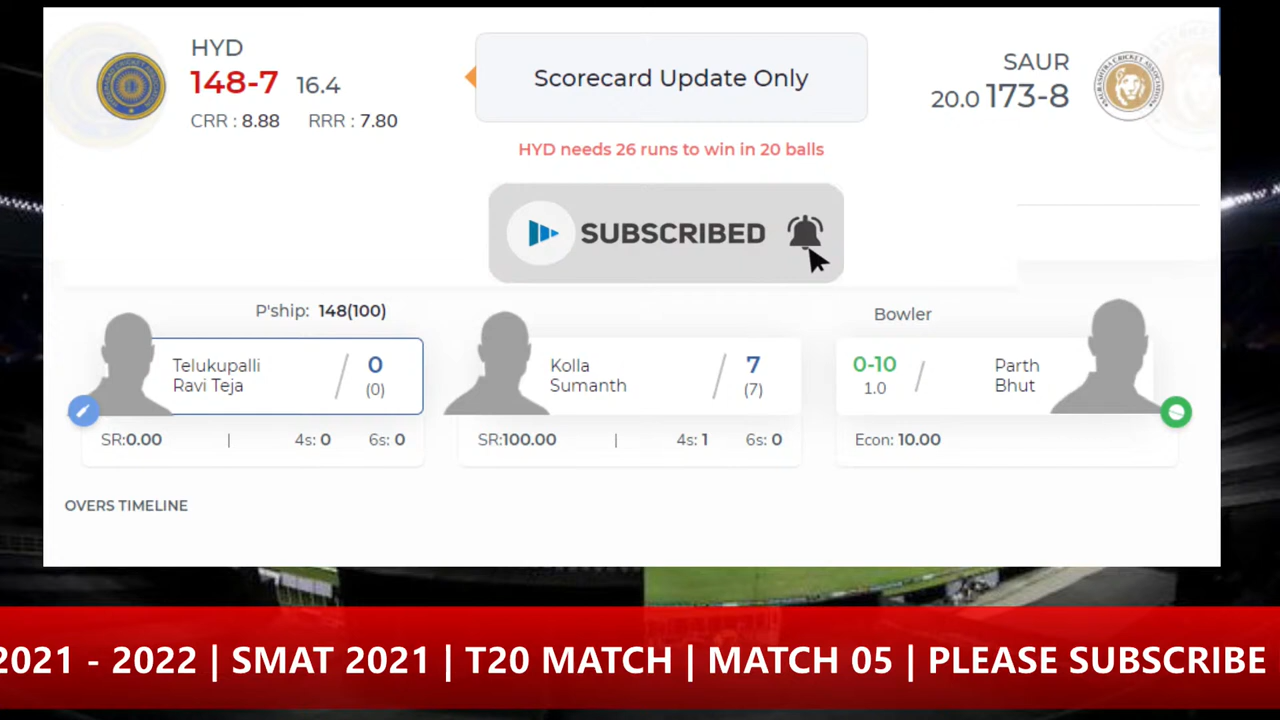 HYD
148-7 16.4
CRR : 8.88 RRR : 7.80
Scorecard Update Only
HYD needs 26 runs to win in 20 balls
SAUR
20.0 173-8
SUBSCRIBED
P'ship: 148(100)
Telukupalli
Ravi Teja
0
(0)
SR:0.00 | 4s: 0 6s: 0
Kolla
Sumanth
7
(7)
SR:100.00 | 4s: 1 6s: 0
Bowler
0-10
1.0
Parth
Bhut
Econ: 10.00
OVERS TIMELINE
2021 - 2022 | SMAT 2021 | T20 MATCH | MATCH 05 | PLEASE SUBSCRIBE